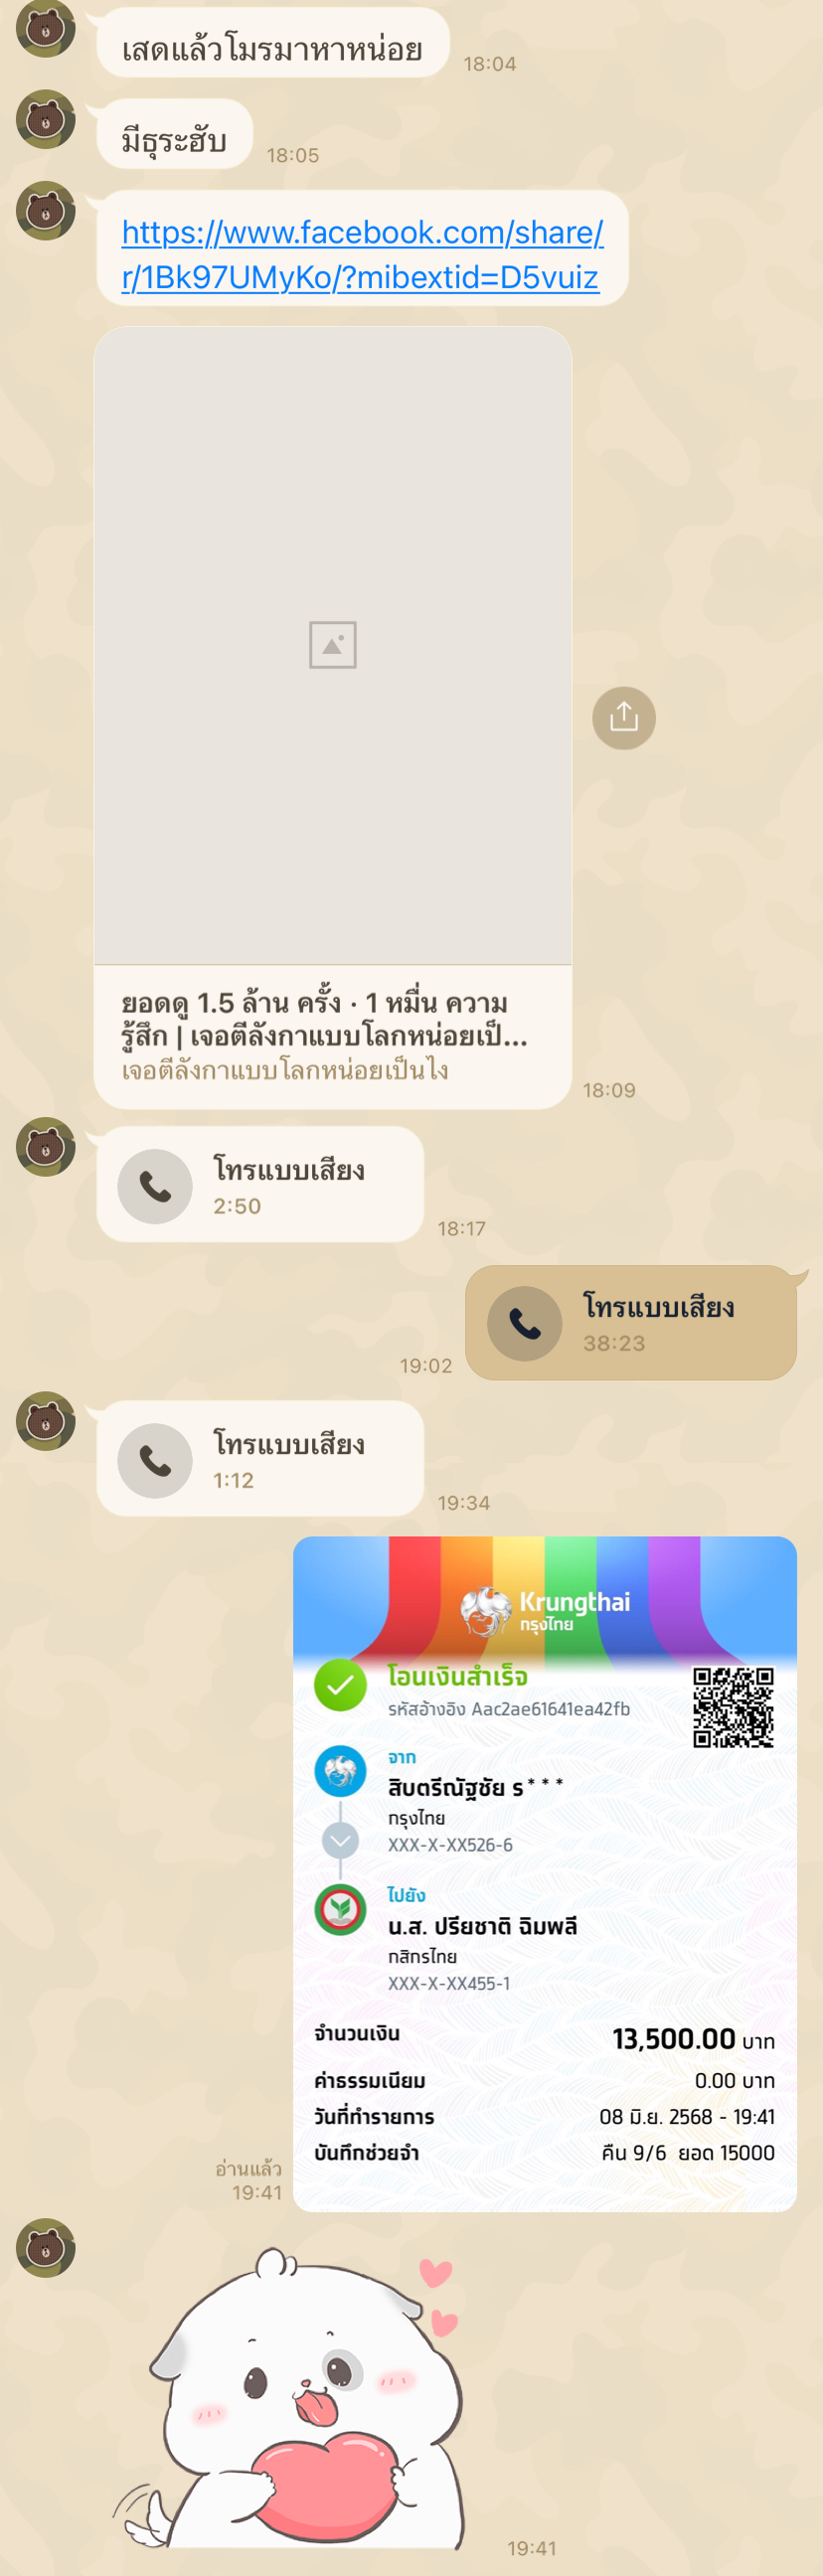 เสดแล้วโมรมาหาหน่อย
18:04
มีธุระฮับ
18:05
https://www.facebook.com/share/
r/1Bk97UMyKo/?mibextid=D5vuiz
ยอดดู 1.5 ล้าน ครั้ง · 1 หมื่น ความ
รู้สึก | เจอตีลังกาแบบโลกหน่อยเป็...
เจอตีลังกาแบบโลกหน่อยเป็นไง
18:09
โทรแบบเสียง
2:50
18:17
โทรแบบเสียง
38:23
19:02
โทรแบบเสียง
1:12
19:34
Krungthai
กรุงไทย
โอนเงินสำเร็จ
รหัสอ้างอิง Aac2ae61641ea42fb
จาก
สิบตรีณัฐชัย ร***
กรุงไทย
XXX-X-XX526-6
ไปยัง
น.ส. ปรียชาติ ฉิมพลี
กสิกรไทย
XXX-X-XX455-1
จำนวนเงิน 13,500.00 บาท
ค่าธรรมเนียม 0.00 บาท
วันที่ทำรายการ 08 มิ.ย. 2568 - 19:41
บันทึกช่วยจำ คืน 9/6 ยอด 15000
อ่านแล้ว
19:41
19:41